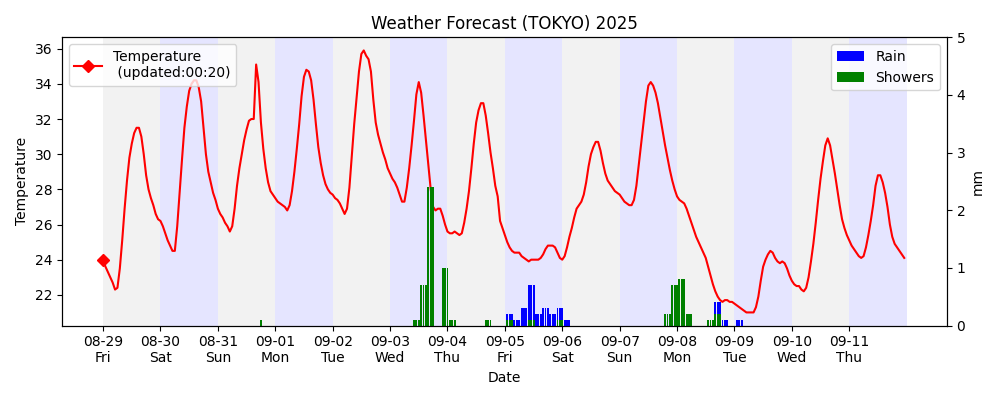 Weather Forecast (TOKYO) 2025
Temperature
(updated:00:20)
Rain
Showers
Temperature
36
34
32
30
28
26
24
22
5
4
3
2
1
0
mm
08-29 08-30 08-31 09-01 09-02 09-03 09-04 09-05 09-06 09-07 09-08 09-09 09-10 09-11
Fri Sat Sun Mon Tue Wed Thu Fri Sat Sun Mon Tue Wed Thu
Date